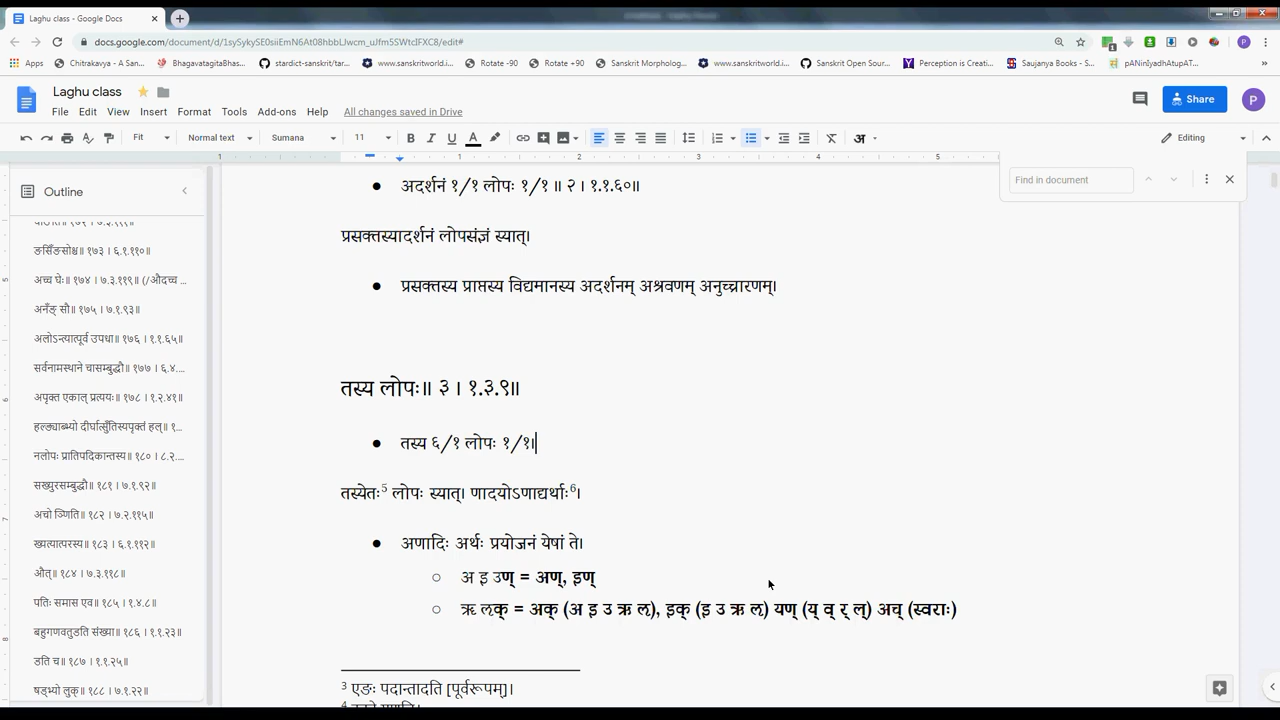 Laghu class - Google Docs
docs.google.com/document/d/1sySykySE0siiEmN6At08hbbLJwcm_uJfm5SWtcIFXC8/edit#
Apps Chitrakavya - A San... BhagavatagitaBhas... stardict-sanskrit/tar... www.sanskritworld.i... Rotate -90 Rotate +90 Sanskrit Morpholog... www.sanskritworld.i... Sanskrit Open Sour... Perception is Creati... Saujanya Books - S... pANinIyadhAtupAT...
Laghu class
File Edit View Insert Format Tools Add-ons Help All changes saved in Drive
Share
P
Fit Normal text Sumana 11 B I U A अ Editing
Outline
Find in document
ङसिँङसोश्च॥ १७३ । ६.१.११०॥
अच्च घेः॥ १७४ । ७.३.११९॥ (/औदच्च ...
अनँङ् सौ॥ १७५ । ७.१.९३॥
अलोऽन्त्यात्पूर्व उपधा॥ १७६ । १.१.६५॥
सर्वनामस्थाने चासम्बुद्धौ॥ १७७ । ६.४....
अपृक्त एकाल् प्रत्ययः॥ १७८ । १.२.४१॥
हल्ङ्याब्भ्यो दीर्घात्सुँतिस्यपृक्तं हल्॥ १...
नलोपः प्रातिपदिकान्तस्य॥ १८० । ८.२....
सख्युरसम्बुद्धौ॥ १८१ । ७.१.९२॥
अचो ञ्णिति॥ १८२ । ७.२.११५॥
ख्यत्यात्परस्य॥ १८३ । ६.१.११२॥
औत्॥ १८४ । ७.३.११८॥
पतिः समास एव॥ १८५ । १.४.८॥
बहुगणवतुडति संख्या॥ १८६ । १.१.२३॥
डति च॥ १८७ । १.१.२५॥
षड्भ्यो लुक्॥ १८८ । ७.१.२२॥
● अदर्शनं १/१ लोपः १/१ ॥ २ । १.१.६०॥
प्रसक्तस्यादर्शनं लोपसंज्ञं स्यात्।
● प्रसक्तस्य प्राप्तस्य विद्यमानस्य अदर्शनम् अश्रवणम् अनुच्चारणम्।
तस्य लोपः॥ ३ । १.३.९॥
● तस्य ६/१ लोपः १/१।
तस्येतः⁵ लोपः स्यात्। णादयोऽणाद्यर्थाः⁶।
● अणादिः अर्थः प्रयोजनं येषां ते।
○ अ इ उण् = अण्, इण्
○ ऋ ऌक् = अक् (अ इ उ ऋ ऌ), इक् (इ उ ऋ ऌ) यण् (य् व् र् ल्) अच् (स्वराः)
³ एङः पदान्तादति [पूर्वरूपम्]।